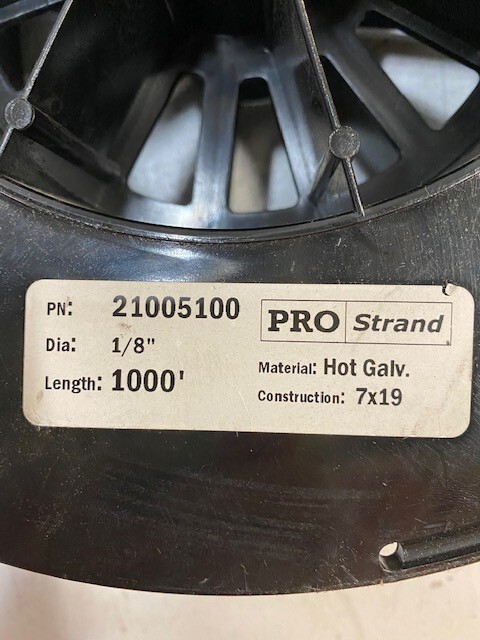 PN: 21005100
Dia: 1/8"
Length: 1000'
PRO Strand
Material: Hot Galv.
Construction: 7x19